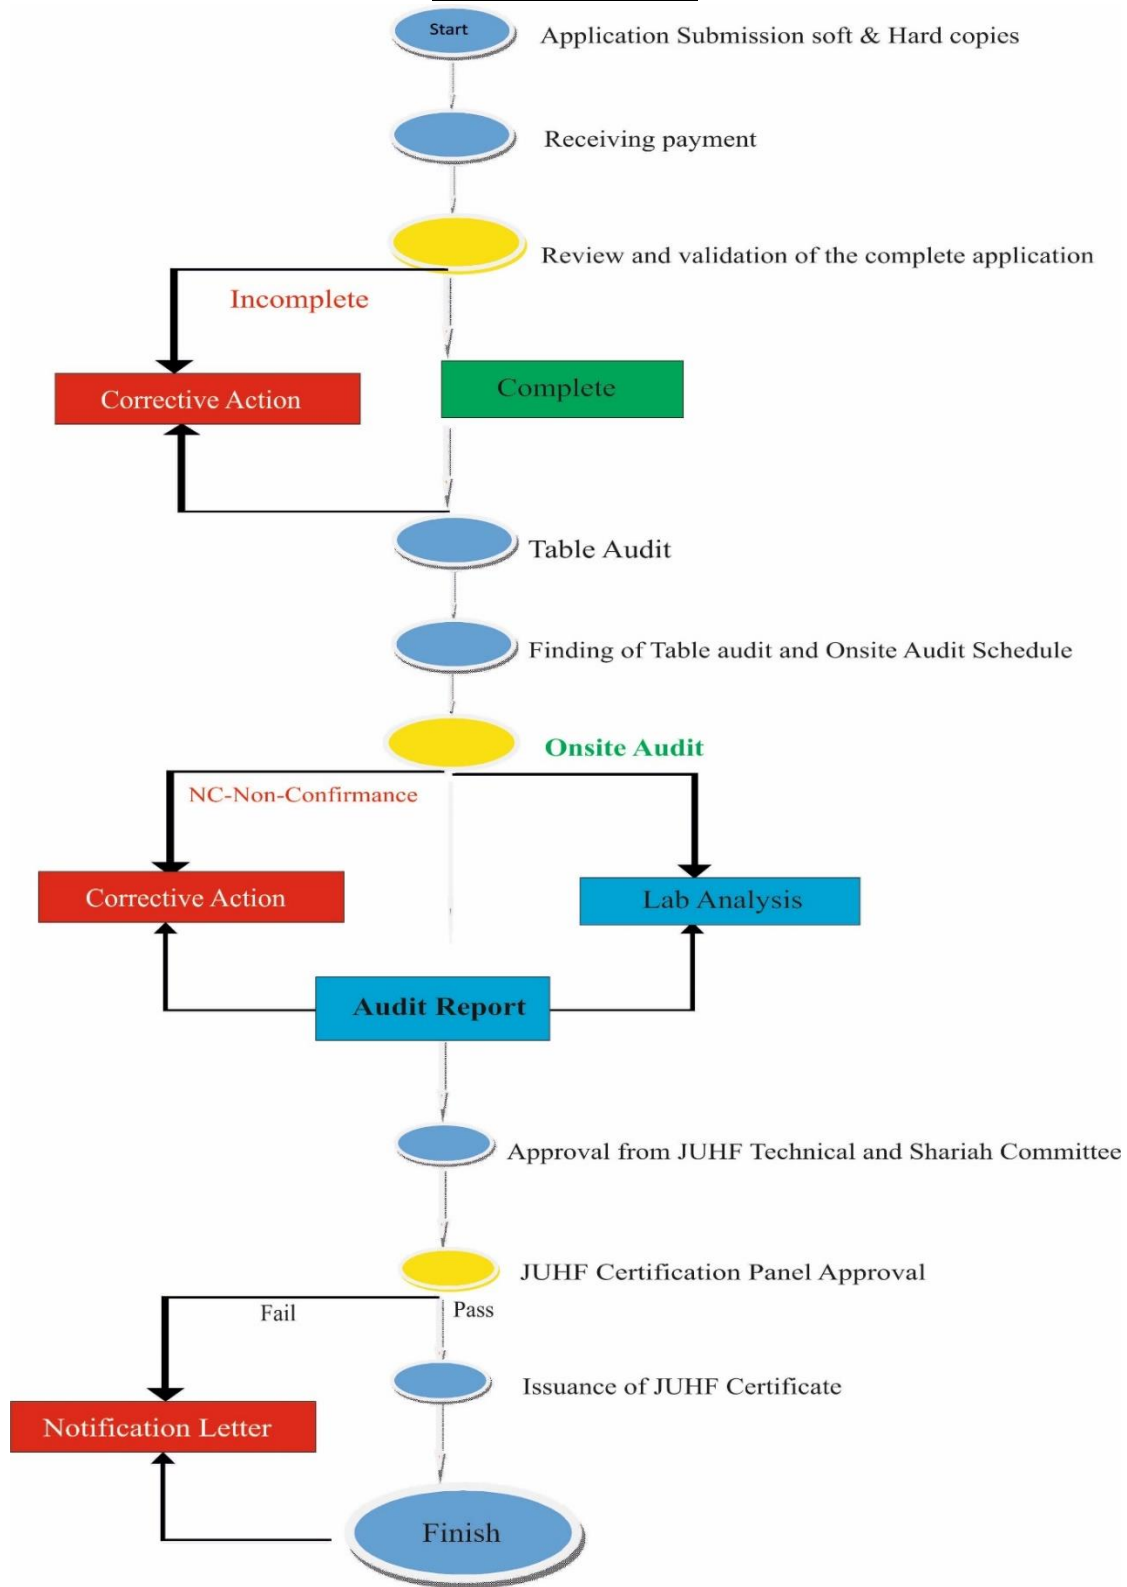 Start
Application Submission soft & Hard copies
Receiving payment
Review and validation of the complete application
Incomplete
Complete
Corrective Action
Table Audit
Finding of Table audit and Onsite Audit Schedule
Onsite Audit
NC-Non-Confirmance
Corrective Action
Lab Analysis
Audit Report
Approval from JUHF Technical and Shariah Committee
JUHF Certification Panel Approval
Fail
Pass
Issuance of JUHF Certificate
Notification Letter
Finish